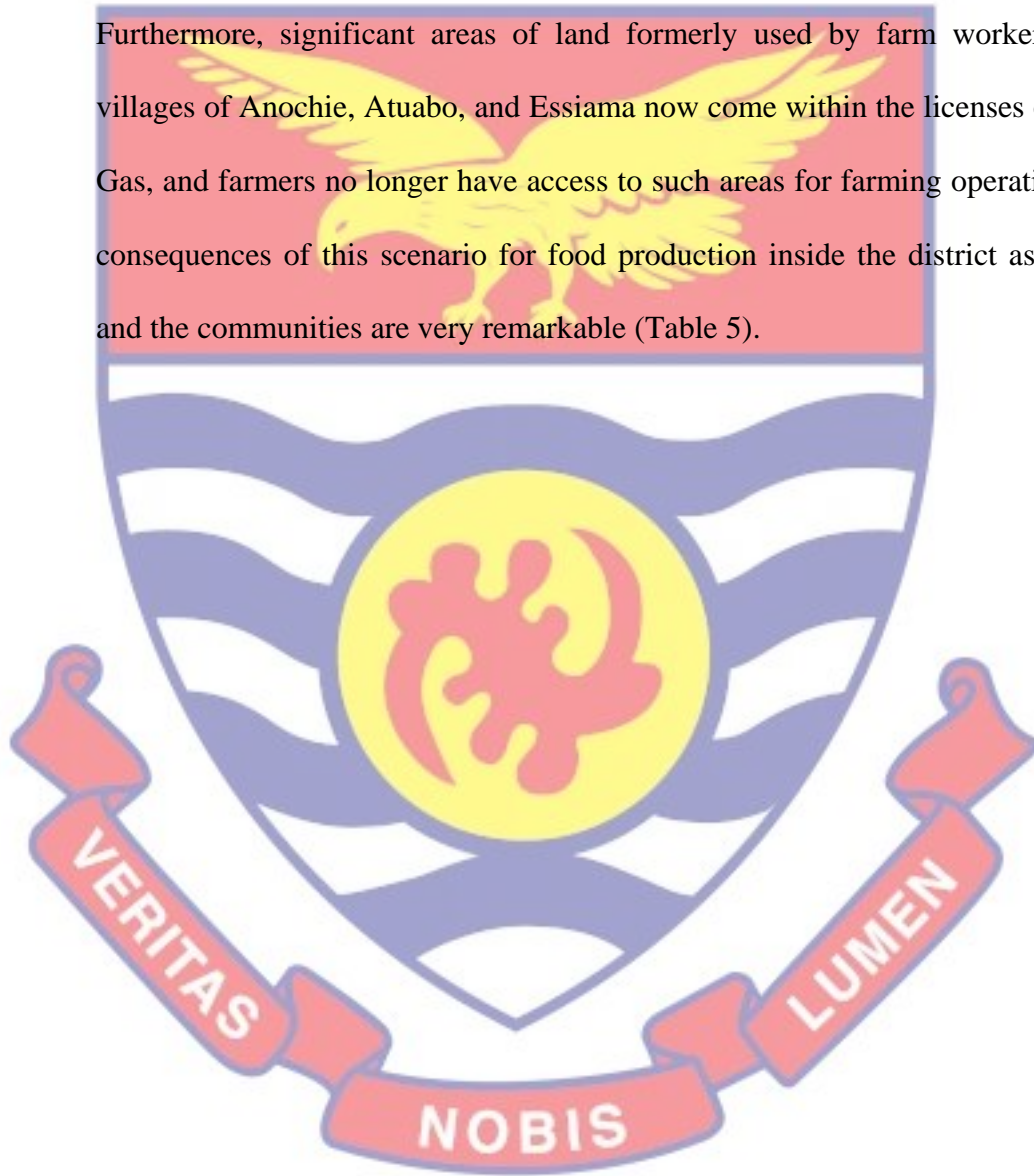 Furthermore, significant areas of land formerly used by farm worker
villages of Anochie, Atuabo, and Essiama now come within the licenses
Gas, and farmers no longer have access to such areas for farming operati
consequences of this scenario for food production inside the district as
and the communities are very remarkable (Table 5).
VERITAS
NOBIS
LUMEN